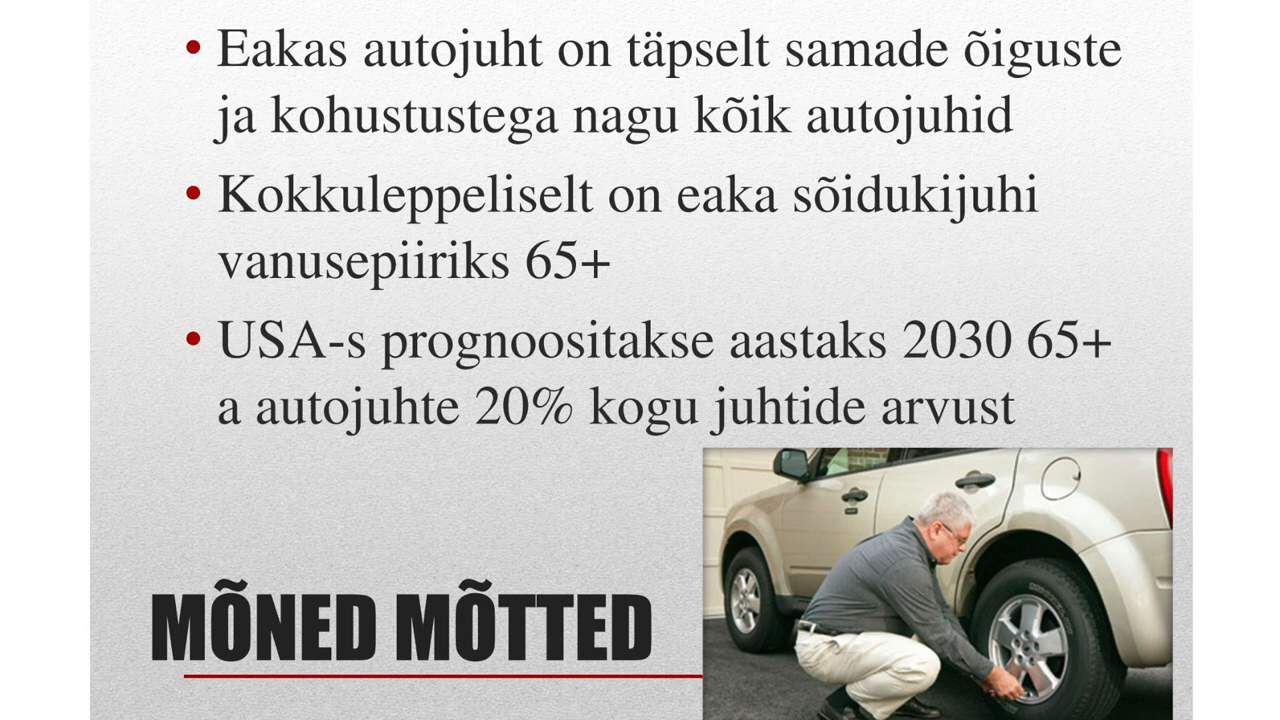 • Eakas autojuht on täpselt samade õiguste
ja kohustustega nagu kõik autojuhid
• Kokkuleppeliselt on eaka sõidukijuhi
vanusepiiriks 65+
• USA-s prognoositakse aastaks 2030 65+
a autojuhte 20% kogu juhtide arvust
MÕNED MÕTTED